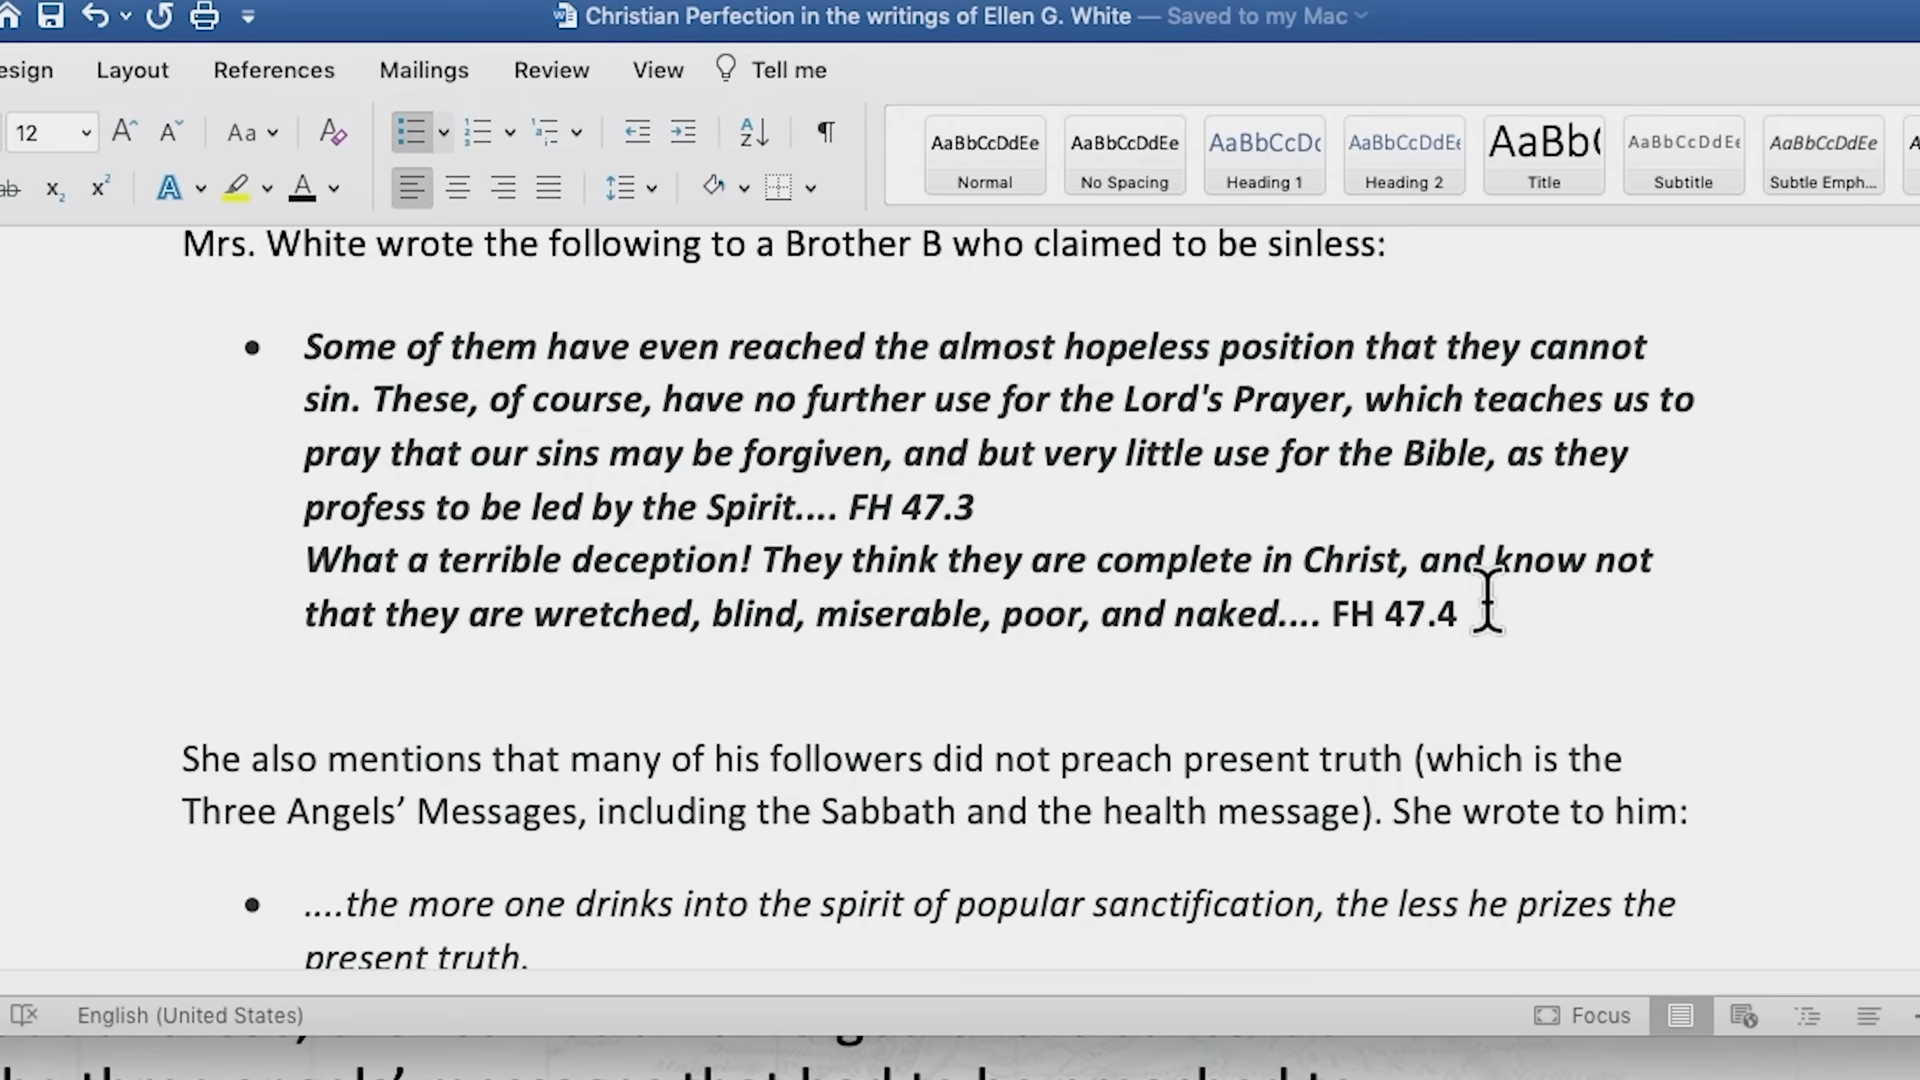 Christian Perfection in the writings of Ellen G. White — Saved to my Mac
esign Layout References Mailings Review View Tell me
12 Aa
AaBbCcDdEe AaBbCcDdEe AaBbCcDc AaBbCcDdEe AaBb( AaBbCcDdEe AaBbCcDdEe
Normal No Spacing Heading 1 Heading 2 Title Subtitle Subtle Emph...
Mrs. White wrote the following to a Brother B who claimed to be sinless:
• Some of them have even reached the almost hopeless position that they cannot
sin. These, of course, have no further use for the Lord's Prayer, which teaches us to
pray that our sins may be forgiven, and but very little use for the Bible, as they
profess to be led by the Spirit.... FH 47.3
What a terrible deception! They think they are complete in Christ, and know not
that they are wretched, blind, miserable, poor, and naked.... FH 47.4
She also mentions that many of his followers did not preach present truth (which is the
Three Angels’ Messages, including the Sabbath and the health message). She wrote to him:
• ....the more one drinks into the spirit of popular sanctification, the less he prizes the
present truth.
English (United States) Focus